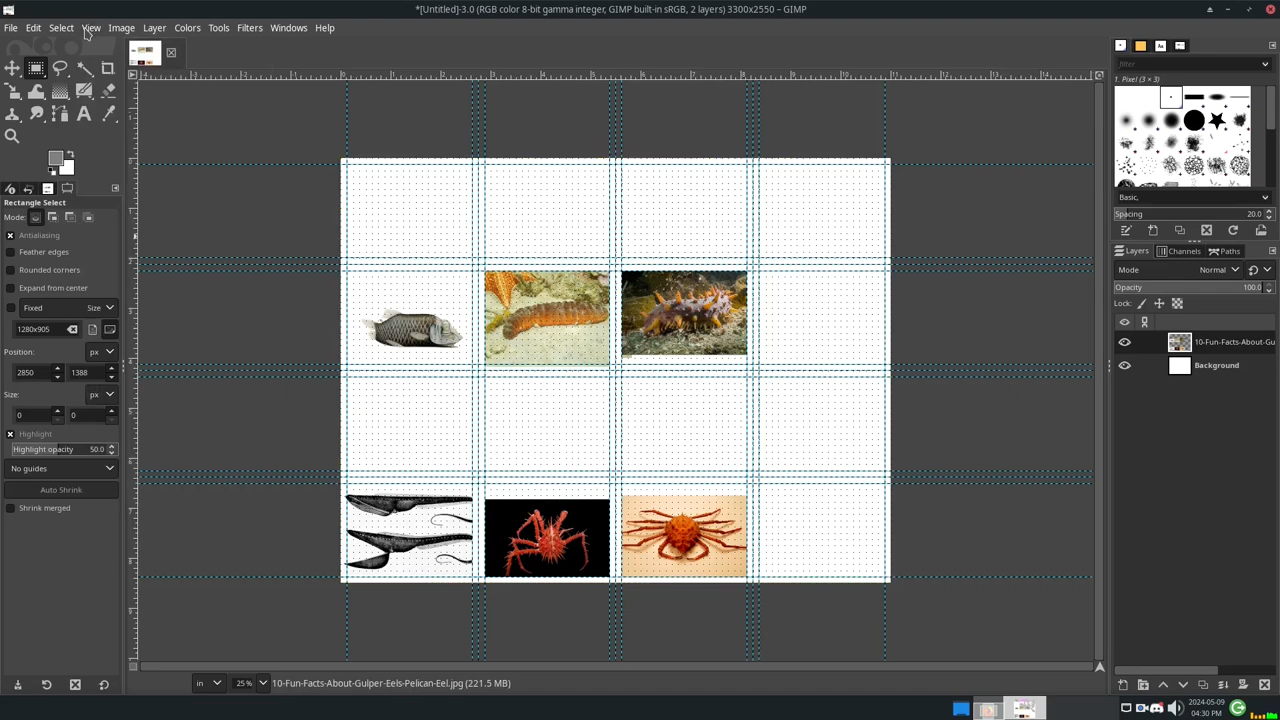 *[Untitled]-3.0 (RGB color 8-bit gamma integer, GIMP built-in sRGB, 2 layers) 3300x2550 – GIMP
File Edit Select View Image Layer Colors Tools Filters Windows Help
filter
1. Pixel (3 × 3)
Rectangle Select
Mode:
Antialiasing
Feather edges
Rounded corners
Expand from center
Fixed Size
1280x905
Position: px
2850 1388
Size: px
0 0
Highlight
Highlight opacity 50.0
No guides
Auto Shrink
Shrink merged
Basic,
Spacing 20.0
Layers Channels Paths
Mode Normal
Opacity 100.0
Lock:
10-Fun-Facts-About-Gu
Background
in 25% 10-Fun-Facts-About-Gulper-Eels-Pelican-Eel.jpg (221.5 MB)
2024-05-09
04:30 PM